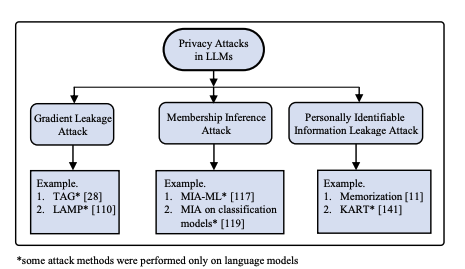 Privacy Attacks
in LLMs
Gradient Leakage
Attack
Membership Inference
Attack
Personally Identifiable
Information Leakage Attack
Example.
1. TAG* [28]
2. LAMP* [110]
Example.
1. MIA-ML* [117]
2. MIA on classification
models* [119]
Example.
1. Memorization [11]
2. KART* [141]
*some attack methods were performed only on language models